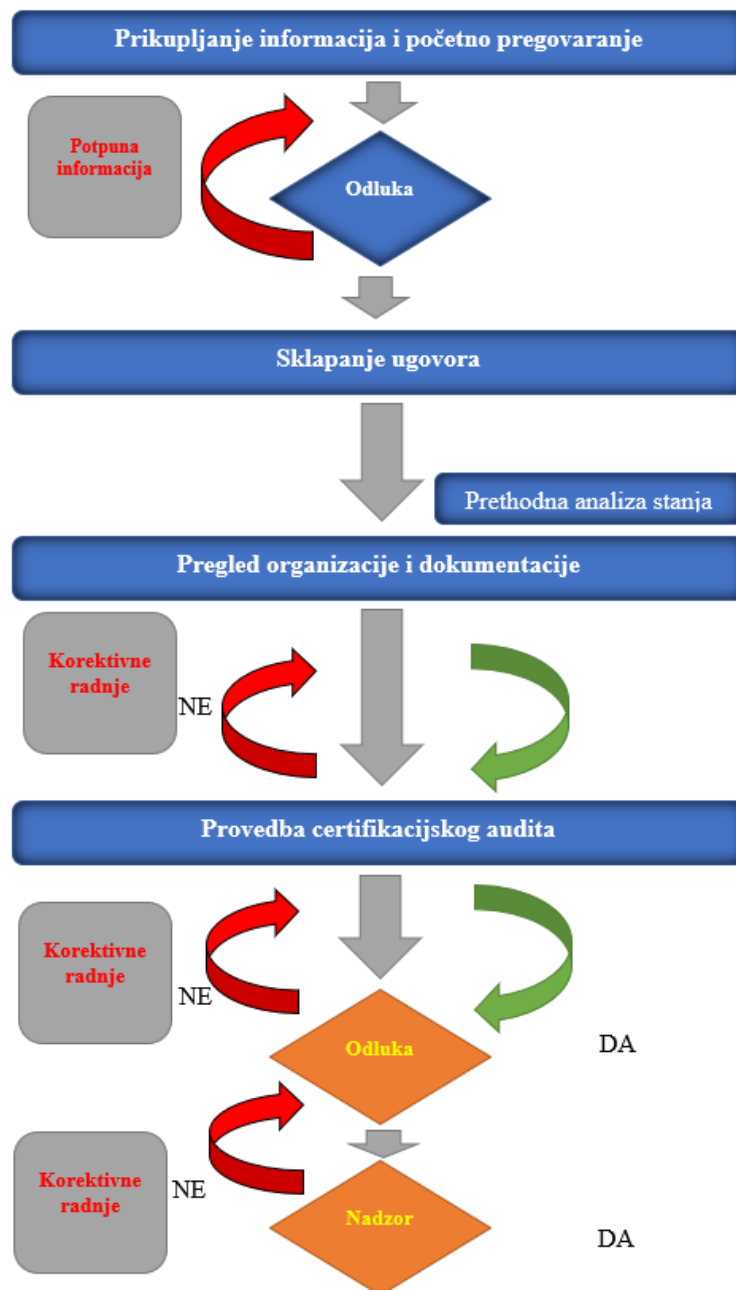 Prikupljanje informacija i početno pregovaranje
Potpuna
informacija
Odluka
Sklapanje ugovora
Prethodna analiza stanja
Pregled organizacije i dokumentacije
Korektivne
radnje
NE
Provedba certifikacijskog audita
Korektivne
radnje
NE
Odluka
DA
Korektivne
radnje
NE
Nadzor
DA